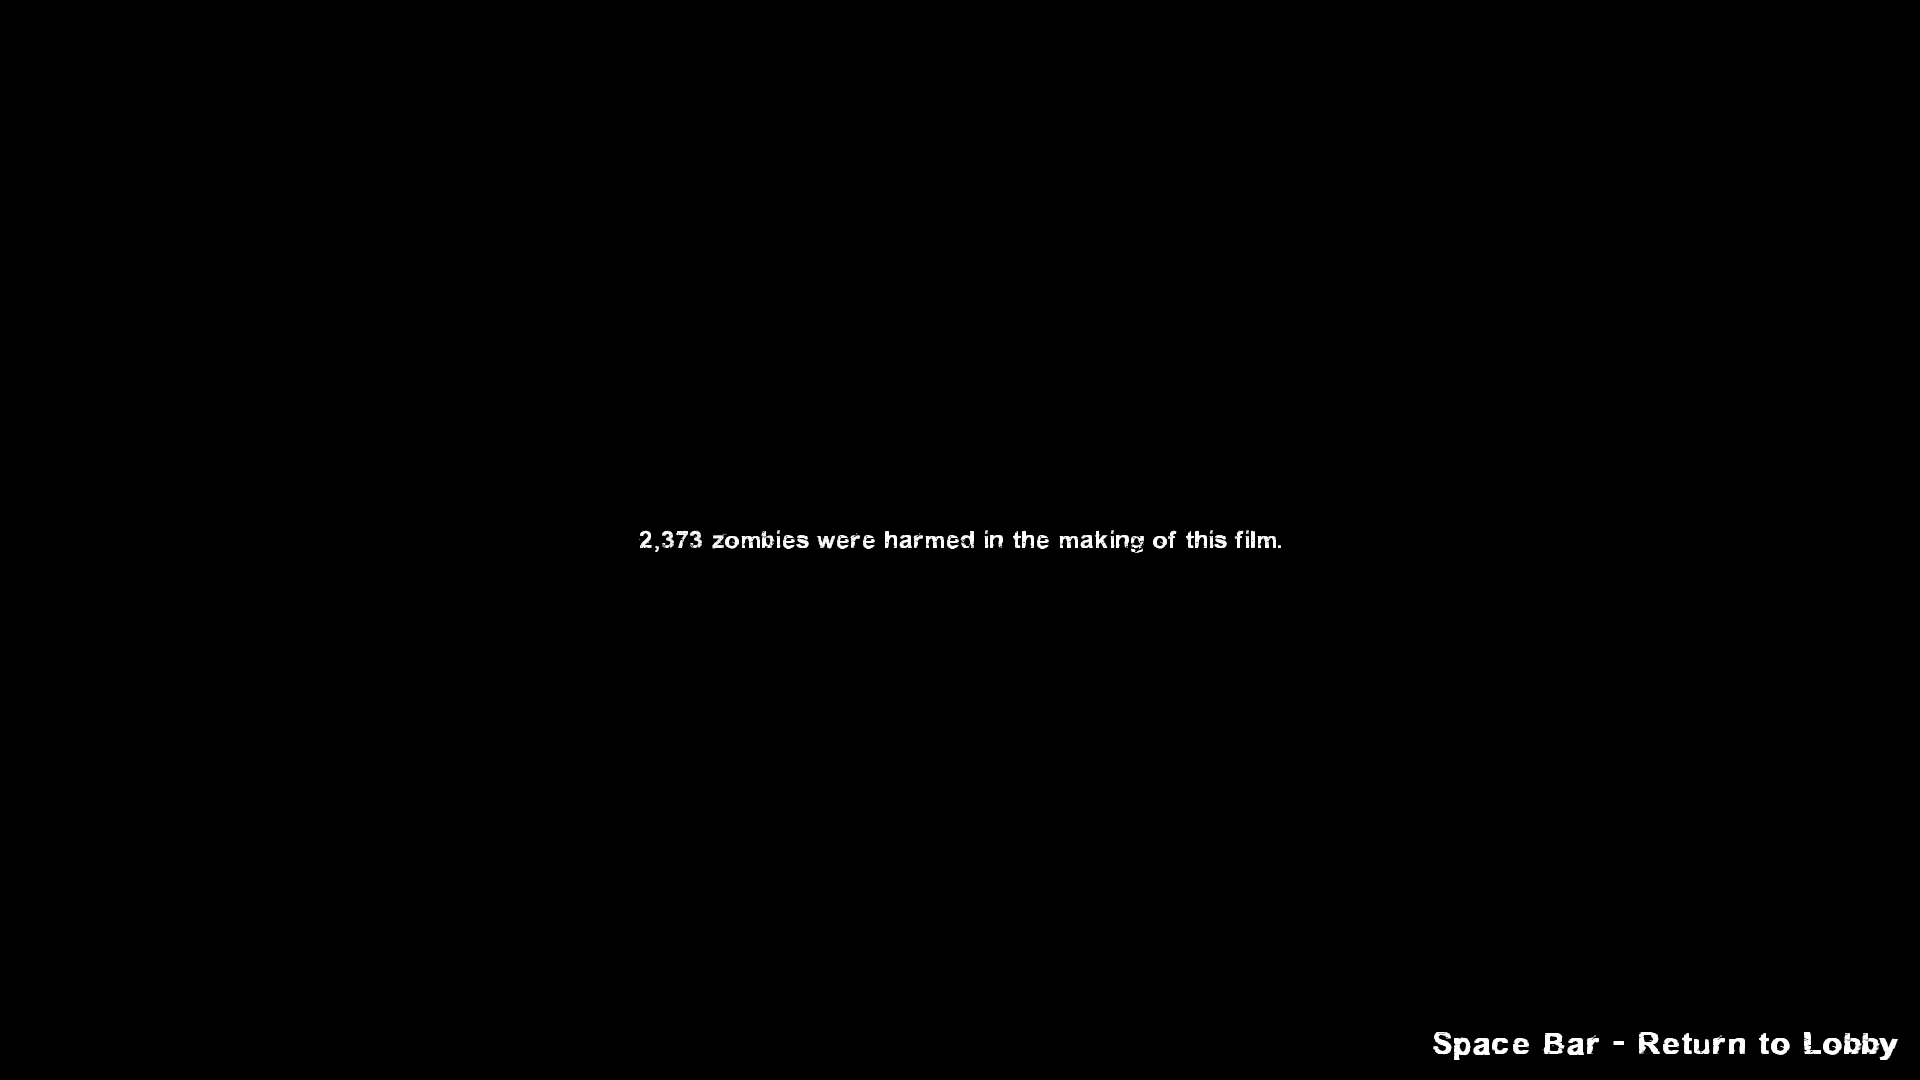 2,373 zombies were harmed in the making of this film.
Space Bar - Return to Lobby